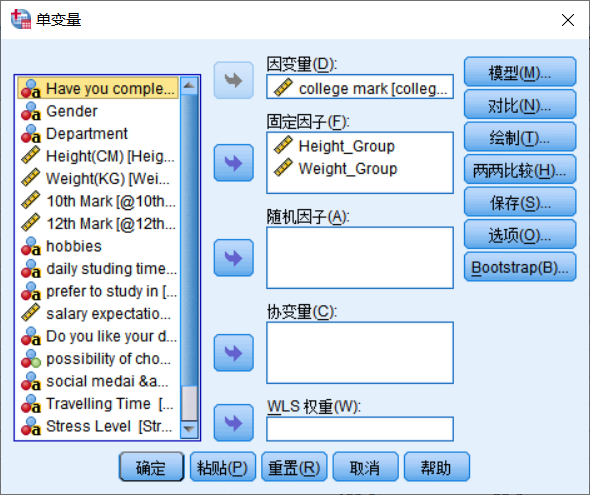 单变量
Have you comple...
Gender
Department
Height(CM) [Heig...
Weight(KG) [Wei...
10th Mark [@10th...
12th Mark [@12th...
hobbies
daily studing time...
prefer to study in [...
salary expectatio...
Do you like your d...
possibility of cho...
social medai &a...
Travelling Time [...
Stress Level [Str...
因变量(D):
college mark [colleg...
固定因子(F):
Height_Group
Weight_Group
随机因子(A):
协变量(C):
WLS 权重(W):
模型(M)...
对比(N)...
绘制(T)...
两两比较(H)...
保存(S)...
选项(O)...
Bootstrap(B)...
确定
粘贴(P)
重置(R)
取消
帮助